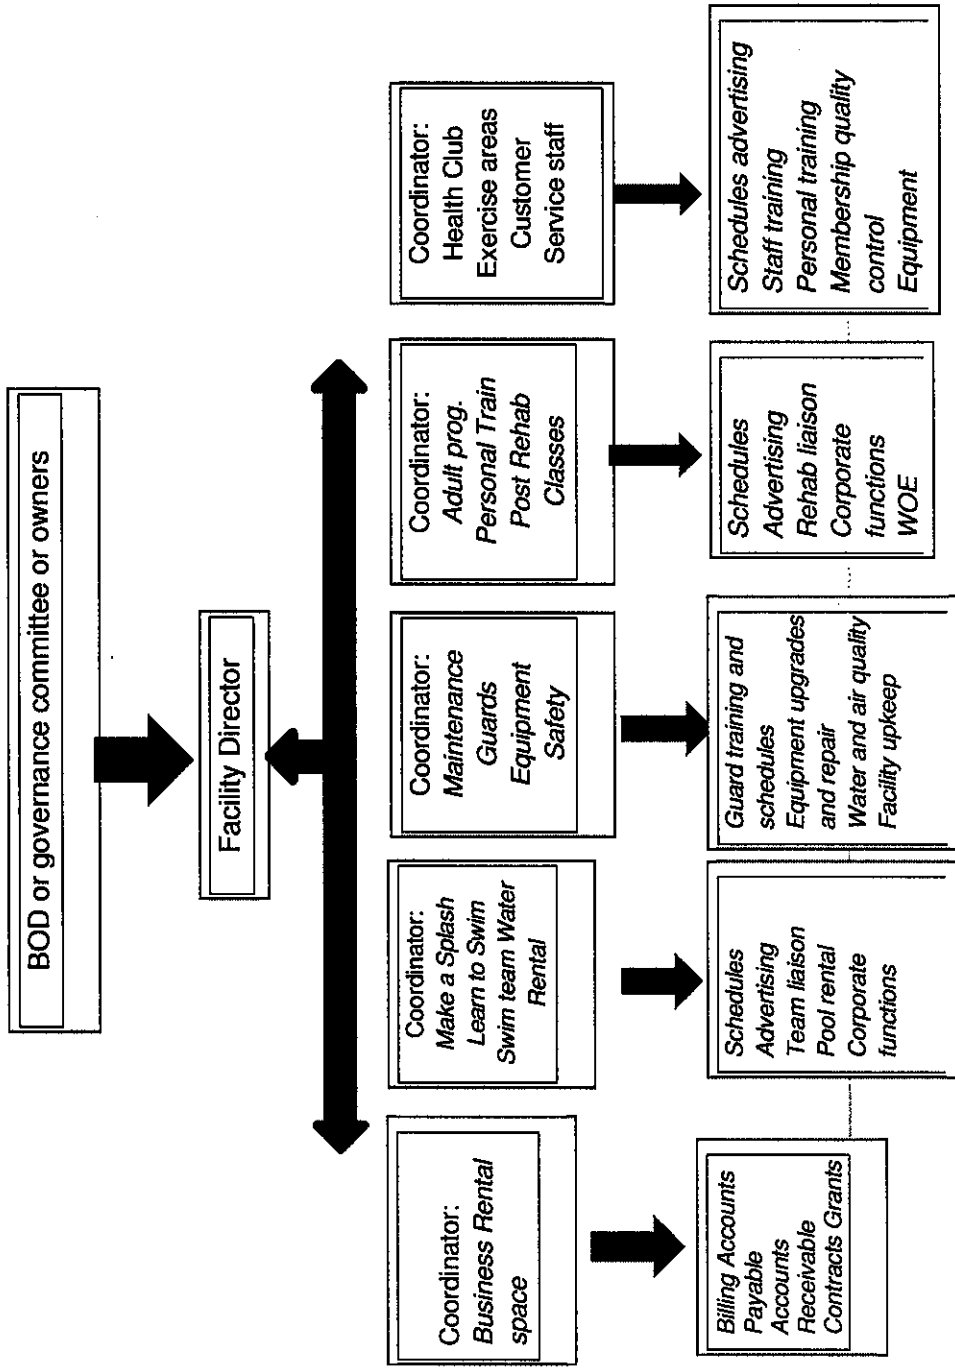 BOD or governance committee or owners
Facility Director
Coordinator:
Business Rental
space
Coordinator:
Make a Splash
Learn to Swim
Swim team Water
Rental
Coordinator:
Maintenance
Guards
Equipment
Safety
Coordinator:
Adult prog.
Personal Train
Post Rehab
Classes
Coordinator:
Health Club
Exercise areas
Customer
Service staff
Billing Accounts
Payable
Accounts
Receivable
Contracts Grants
Schedules
Advertising
Team liaison
Pool rental
Corporate
functions
Guard training and
schedules
Equipment upgrades
and repair
Water and air quality
Facility upkeep
Schedules
Advertising
Rehab liaison
Corporate
functions
WOE
Schedules advertising
Staff training
Personal training
Membership quality
control
Equipment